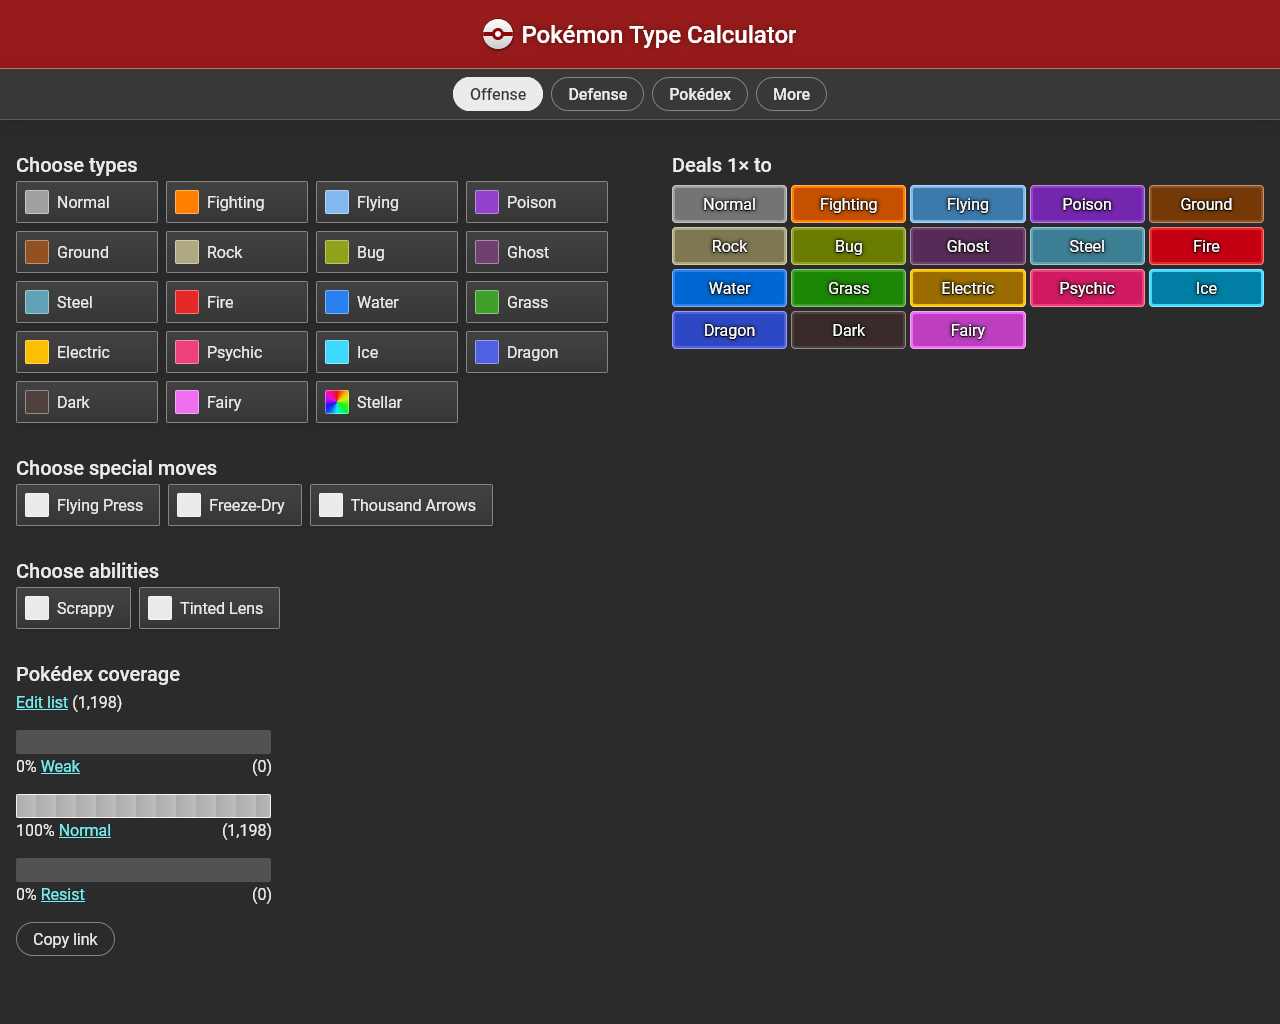 Pokémon Type Calculator
Offense Defense Pokédex More
Choose types
Normal Fighting Flying Poison
Ground Rock Bug Ghost
Steel Fire Water Grass
Electric Psychic Ice Dragon
Dark Fairy Stellar
Choose special moves
Flying Press Freeze-Dry Thousand Arrows
Choose abilities
Scrappy Tinted Lens
Pokédex coverage
Edit list (1,198)
0% Weak (0)
100% Normal (1,198)
0% Resist (0)
Copy link
Deals 1× to
Normal Fighting Flying Poison Ground
Rock Bug Ghost Steel Fire
Water Grass Electric Psychic Ice
Dragon Dark Fairy